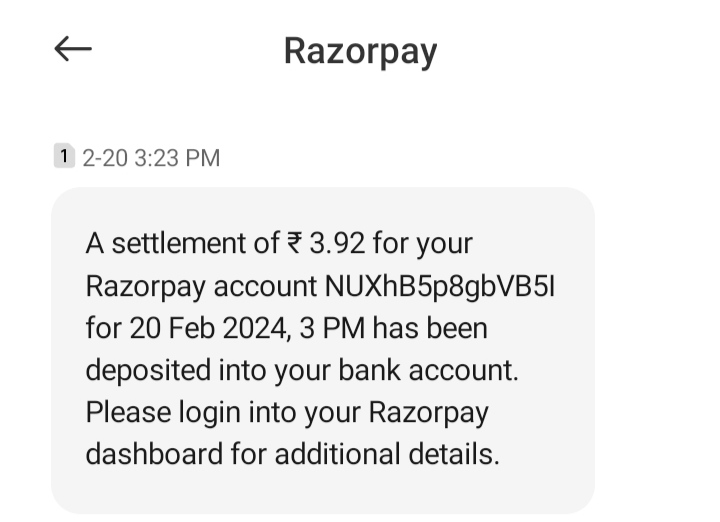 Razorpay
1 2-20 3:23 PM
A settlement of ₹ 3.92 for your
Razorpay account NUXhB5p8gbVB5l
for 20 Feb 2024, 3 PM has been
deposited into your bank account.
Please login into your Razorpay
dashboard for additional details.